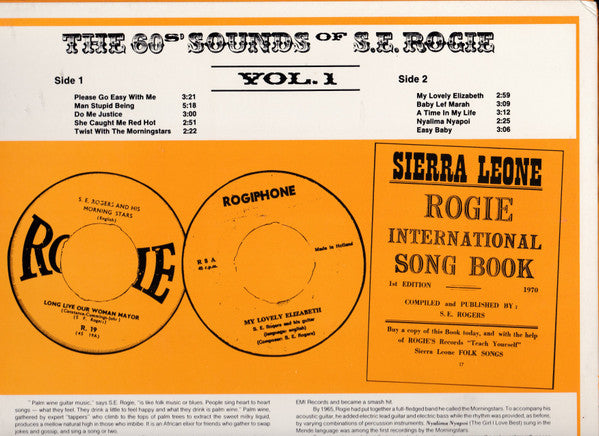 THE 60s' SOUNDS OF S.E. ROGIE
VOL. 1
Side 1
Please Go Easy With Me 3:21
Man Stupid Being 5:18
Do Me Justice 3:00
She Caught Me Red Hot 2:51
Twist With The Morningstars 2:22
Side 2
My Lovely Elizabeth 2:59
Baby Lef Marah 3:09
A Time In My Life 3:12
Nyalima Nyapoi 2:25
Easy Baby 3:06
S. E. ROGERS AND HIS
MORNING STARS
(English)
ROGIE
LONG LIVE OUR WOMAN MAYOR
(Constance-Cummings-John)
(S. E. Rogers)
R. 19
(45 19A)
ROGIPHONE
R 8 A
45 r.p.m.
Made in Holland
MY LOVELY ELIZABETH
S. E. Rogers and his guitar
(Language: english)
(Composer: S. E. Rogers)
SIERRA LEONE
ROGIE
INTERNATIONAL
SONG BOOK
1st EDITION 1970
COMPILED and PUBLISHED BY :
S.E. ROGERS
Buy a copy of this Book today, and with the help
of ROGIE'S Records "Teach Yourself"
Sierra Leone FOLK SONGS
17
"Palm wine guitar music," says S.E. Rogie, "is like folk music or blues. People sing heart to heart
songs — what they feel. They drink a little to feel happy and what they drink is palm wine." Palm wine,
gathered by expert "tappers" who climb to the tops of palm trees to extract the sweet milky liquid,
produces a mellow natural high in those who imbibe. It is an African elixir for friends who gather to swap
jokes and gossip, and sing a song or two.
EMI Records and became a smash hit.
By 1965, Rogie had put together a full-fledged band he called the Morningstars. To accompany his
acoustic guitar, he added electric lead guitar and electric bass while the rhythm was provided, as before,
by varying combinations of percussion instruments. Nyalima Nyapoi (The Girl I Love Best) sung in the
Mende language was among the first recordings by the Morningstars.